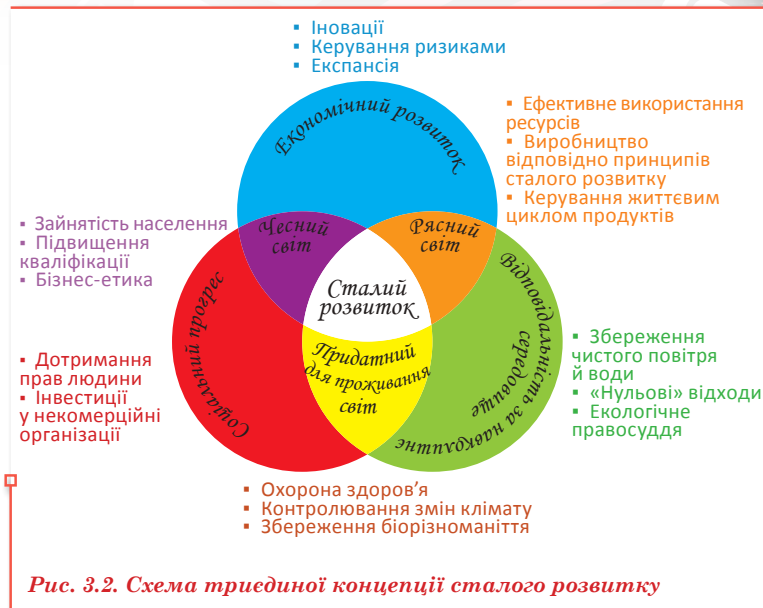 ▪ Іновації
▪ Керування ризиками
▪ Експансія
Економічний розвиток
▪ Ефективне використання
ресурсів
▪ Виробництво
відповідно принципів
сталого розвитку
▪ Керування життєвим
циклом продуктів
▪ Зайнятість населення
▪ Підвищення
кваліфікації
▪ Бізнес-етика
Чесний
світ
Рясний
світ
Сталий
розвиток
Соціальний прогрес
Відповідальність за навколишнє
середовище
Придатний
для проживання
світ
▪ Дотримання
прав людини
▪ Інвестиції
у некомерційні
організації
▪ Збереження
чистого повітря
й води
▪ «Нульові» відходи
▪ Екологічне
правосуддя
▪ Охорона здоров’я
▪ Контролювання змін клімату
▪ Збереження біорізноманіття
Рис. 3.2. Схема триєдиної концепції сталого розвитку